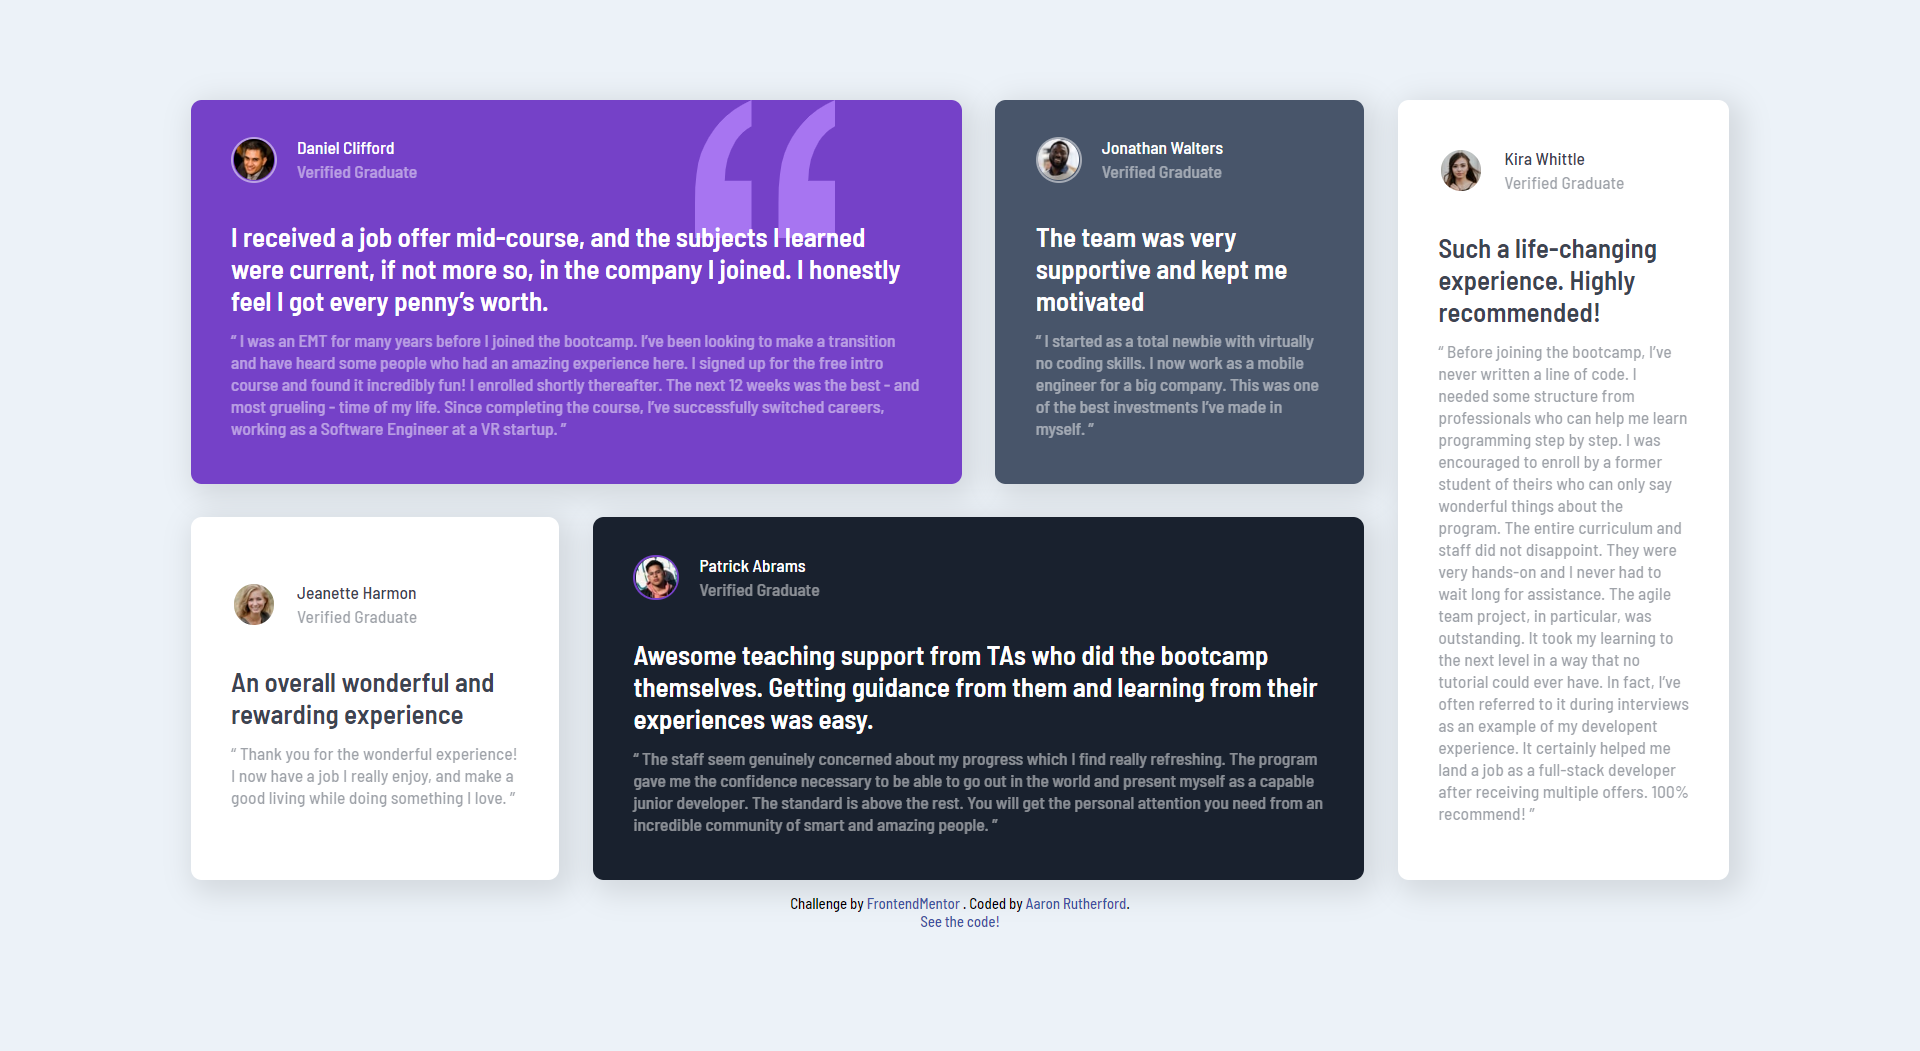 Daniel Clifford
Verified Graduate
I received a job offer mid-course, and the subjects I learned
were current, if not more so, in the company I joined. I honestly
feel I got every penny’s worth.
“ I was an EMT for many years before I joined the bootcamp. I’ve been looking to make a transition
and have heard some people who had an amazing experience here. I signed up for the free intro
course and found it incredibly fun! I enrolled shortly thereafter. The next 12 weeks was the best - and
most grueling - time of my life. Since completing the course, I’ve successfully switched careers,
working as a Software Engineer at a VR startup. ”
Jonathan Walters
Verified Graduate
The team was very
supportive and kept me
motivated
“ I started as a total newbie with virtually
no coding skills. I now work as a mobile
engineer for a big company. This was one
of the best investments I’ve made in
myself. ”
Kira Whittle
Verified Graduate
Such a life-changing
experience. Highly
recommended!
“ Before joining the bootcamp, I’ve
never written a line of code. I
needed some structure from
professionals who can help me learn
programming step by step. I was
encouraged to enroll by a former
student of theirs who can only say
wonderful things about the
program. The entire curriculum and
staff did not disappoint. They were
very hands-on and I never had to
wait long for assistance. The agile
team project, in particular, was
outstanding. It took my learning to
the next level in a way that no
tutorial could ever have. In fact, I’ve
often referred to it during interviews
as an example of my developent
experience. It certainly helped me
land a job as a full-stack developer
after receiving multiple offers. 100%
recommend! ”
Jeanette Harmon
Verified Graduate
An overall wonderful and
rewarding experience
“ Thank you for the wonderful experience!
I now have a job I really enjoy, and make a
good living while doing something I love. ”
Patrick Abrams
Verified Graduate
Awesome teaching support from TAs who did the bootcamp
themselves. Getting guidance from them and learning from their
experiences was easy.
“ The staff seem genuinely concerned about my progress which I find really refreshing. The program
gave me the confidence necessary to be able to go out in the world and present myself as a capable
junior developer. The standard is above the rest. You will get the personal attention you need from an
incredible community of smart and amazing people. ”
Challenge by FrontendMentor . Coded by Aaron Rutherford.
See the code!